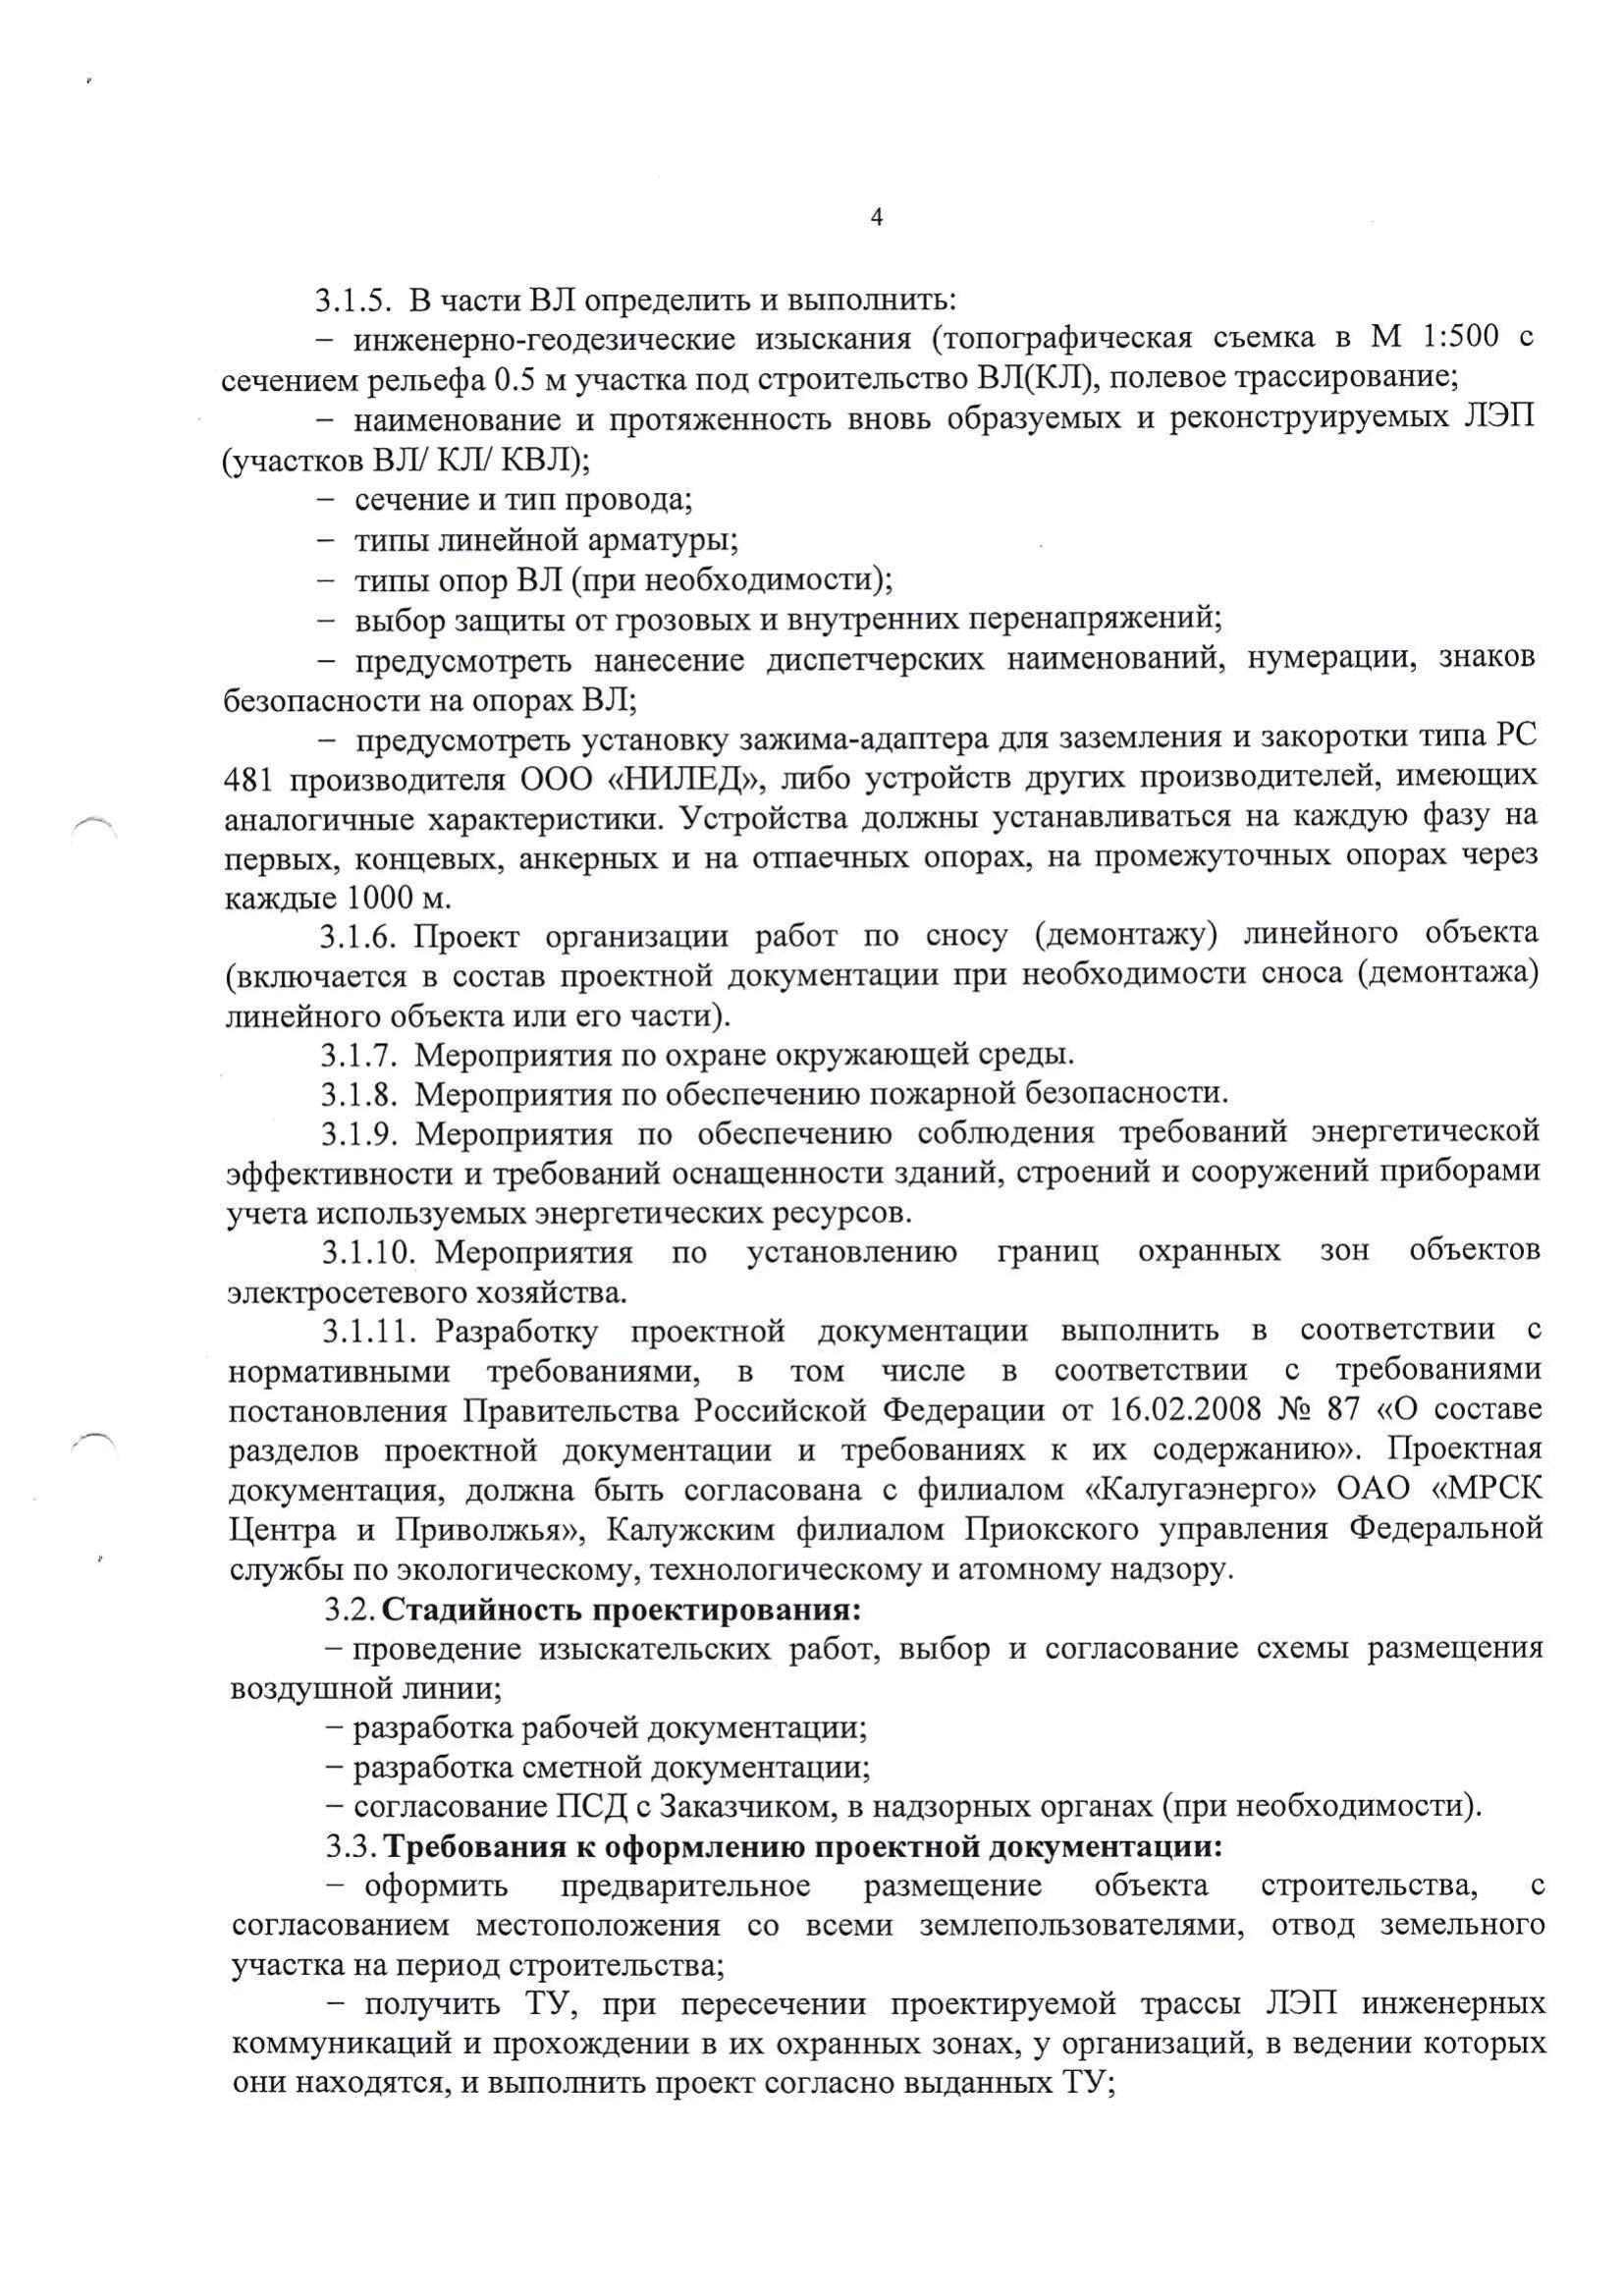 4
3.1.5. В части ВЛ определить и выполнить:
− инженерно-геодезические изыскания (топографическая съемка в М 1:500 с
сечением рельефа 0.5 м участка под строительство ВЛ(КЛ), полевое трассирование;
− наименование и протяженность вновь образуемых и реконструируемых ЛЭП
(участков ВЛ/ КЛ/ КВЛ);
− сечение и тип провода;
− типы линейной арматуры;
− типы опор ВЛ (при необходимости);
− выбор защиты от грозовых и внутренних перенапряжений;
− предусмотреть нанесение диспетчерских наименований, нумерации, знаков
безопасности на опорах ВЛ;
− предусмотреть установку зажима-адаптера для заземления и закоротки типа РС
481 производителя ООО «НИЛЕД», либо устройств других производителей, имеющих
аналогичные характеристики. Устройства должны устанавливаться на каждую фазу на
первых, концевых, анкерных и на отпаечных опорах, на промежуточных опорах через
каждые 1000 м.
3.1.6. Проект организации работ по сносу (демонтажу) линейного объекта
(включается в состав проектной документации при необходимости сноса (демонтажа)
линейного объекта или его части).
3.1.7. Мероприятия по охране окружающей среды.
3.1.8. Мероприятия по обеспечению пожарной безопасности.
3.1.9. Мероприятия по обеспечению соблюдения требований энергетической
эффективности и требований оснащенности зданий, строений и сооружений приборами
учета используемых энергетических ресурсов.
3.1.10. Мероприятия по установлению границ охранных зон объектов
электросетевого хозяйства.
3.1.11. Разработку проектной документации выполнить в соответствии с
нормативными требованиями, в том числе в соответствии с требованиями
постановления Правительства Российской Федерации от 16.02.2008 № 87 «О составе
разделов проектной документации и требованиях к их содержанию». Проектная
документация, должна быть согласована с филиалом «Калугаэнерго» ОАО «МРСК
Центра и Приволжья», Калужским филиалом Приокского управления Федеральной
службы по экологическому, технологическому и атомному надзору.
3.2. Стадийность проектирования:
− проведение изыскательских работ, выбор и согласование схемы размещения
воздушной линии;
− разработка рабочей документации;
− разработка сметной документации;
− согласование ПСД с Заказчиком, в надзорных органах (при необходимости).
3.3. Требования к оформлению проектной документации:
− оформить предварительное размещение объекта строительства, с
согласованием местоположения со всеми землепользователями, отвод земельного
участка на период строительства;
− получить ТУ, при пересечении проектируемой трассы ЛЭП инженерных
коммуникаций и прохождении в их охранных зонах, у организаций, в ведении которых
они находятся, и выполнить проект согласно выданных ТУ;